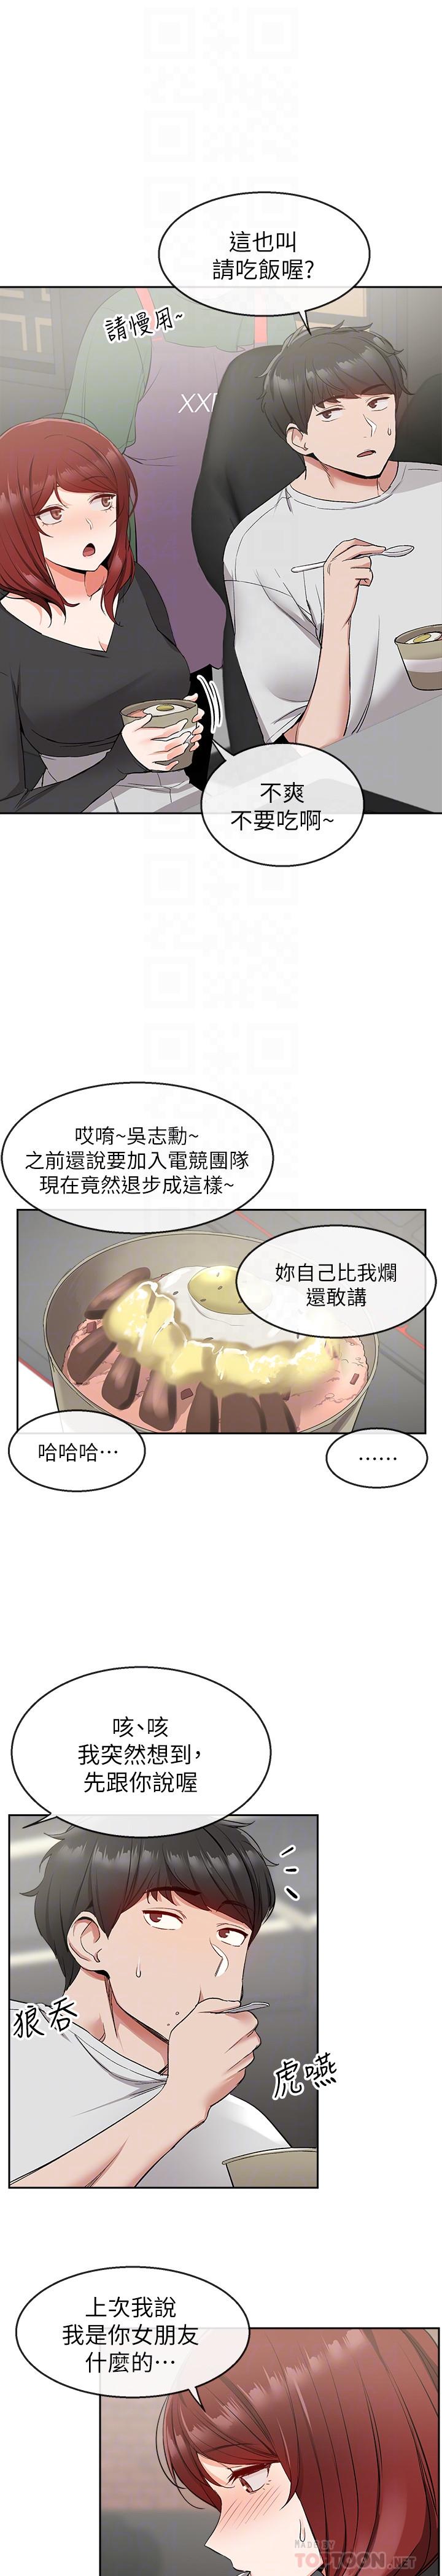 這也叫
請吃飯喔?
請慢用~
XXP
不爽
不要吃啊~
哎唷~吳志勳~
之前還說要加入電競團隊
現在竟然退步成這樣~
妳自己比我爛
還敢講
哈哈哈…
……
咳、咳
我突然想到,
先跟你說喔
狼吞
虎嚥
上次我說
我是你女朋友
什麼的…
MADE BY
TOPTOON.NET